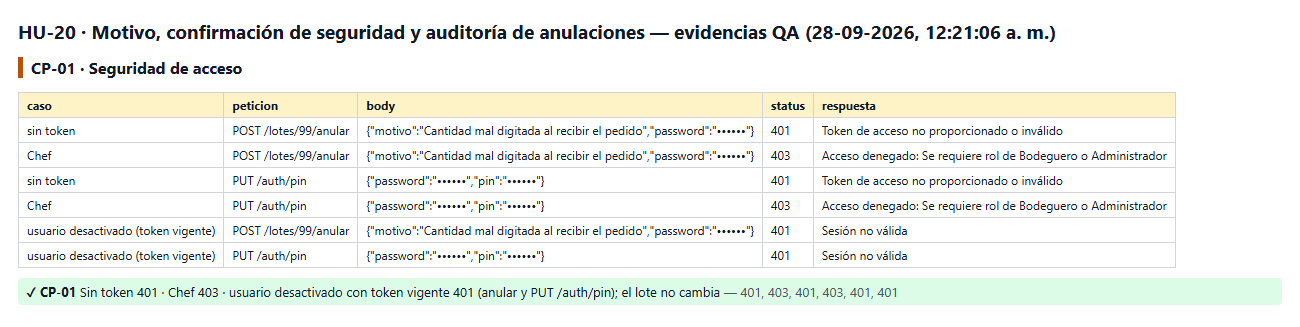 HU-20 · Motivo, confirmación de seguridad y auditoría de anulaciones — evidencias QA (28-09-2026, 12:21:06 a. m.)
CP-01 · Seguridad de acceso
caso peticion body status respuesta
sin token POST /lotes/99/anular {"motivo":"Cantidad mal digitada al recibir el pedido","password":"••••••"} 401 Token de acceso no proporcionado o inválido
Chef POST /lotes/99/anular {"motivo":"Cantidad mal digitada al recibir el pedido","password":"••••••"} 403 Acceso denegado: Se requiere rol de Bodeguero o Administrador
sin token PUT /auth/pin {"password":"••••••","pin":"••••••"} 401 Token de acceso no proporcionado o inválido
Chef PUT /auth/pin {"password":"••••••","pin":"••••••"} 403 Acceso denegado: Se requiere rol de Bodeguero o Administrador
usuario desactivado (token vigente) POST /lotes/99/anular {"motivo":"Cantidad mal digitada al recibir el pedido","password":"••••••"} 401 Sesión no válida
usuario desactivado (token vigente) PUT /auth/pin {"password":"••••••","pin":"••••••"} 401 Sesión no válida
✓ CP-01 Sin token 401 · Chef 403 · usuario desactivado con token vigente 401 (anular y PUT /auth/pin); el lote no cambia — 401, 403, 401, 403, 401, 401